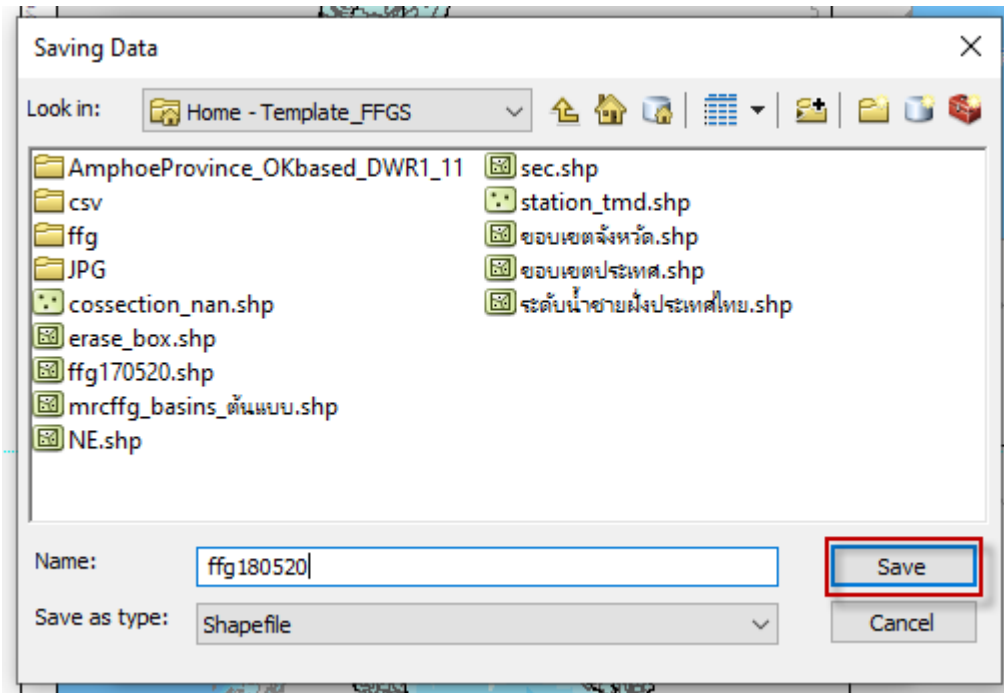 Saving Data
Look in:
Home - Template_FFGS
AmphoeProvince_OKbased_DWR1_11
csv
ffg
JPG
cossection_nan.shp
erase_box.shp
ffg170520.shp
mrcffg_basins_ต้นแบบ.shp
NE.shp
sec.shp
station_tmd.shp
ขอบเขตจังหวัด.shp
ขอบเขตประเทศ.shp
ระดับน้ำชายฝั่งประเทศไทย.shp
Name:
ffg180520
Save
Save as type:
Shapefile
Cancel